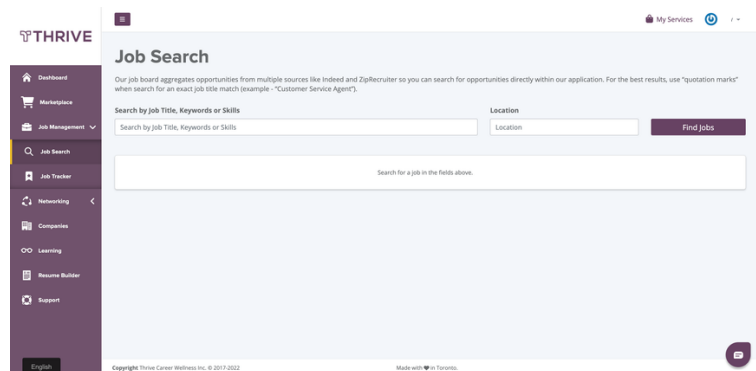 THRIVE
Dashboard
Marketplace
Job Management
Job Search
Job Tracker
Networking
Companies
Learning
Resume Builder
Support
English
My Services
Job Search
Our job board aggregates opportunities from multiple sources like Indeed and ZipRecruiter so you can search for opportunities directly within our application. For the best results, use "quotation marks"
when search for an exact job title match (example - "Customer Service Agent").
Search by Job Title, Keywords or Skills
Location
Search by Job Title, Keywords or Skills
Location
Find Jobs
Search for a job in the fields above.
Copyright Thrive Career Wellness Inc. © 2017-2022
Made with ❤ in Toronto.